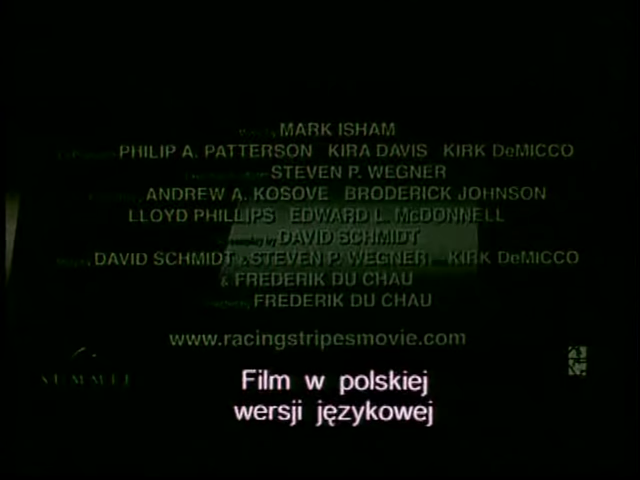 MARK ISHAM
PHILIP A. PATTERSON KIRA DAVIS KIRK DeMICCO
STEVEN P. WEGNER
ANDREW A. KOSOVE BRODERICK JOHNSON
LLOYD PHILLIPS EDWARD L. McDONNELL
DAVID SCHMIDT
DAVID SCHMIDT & STEVEN P. WEGNER KIRK DeMICCO
& FREDERIK DU CHAU
FREDERIK DU CHAU
www.racingstripesmovie.com
SUMMIT
Film w polskiej
wersji językowej